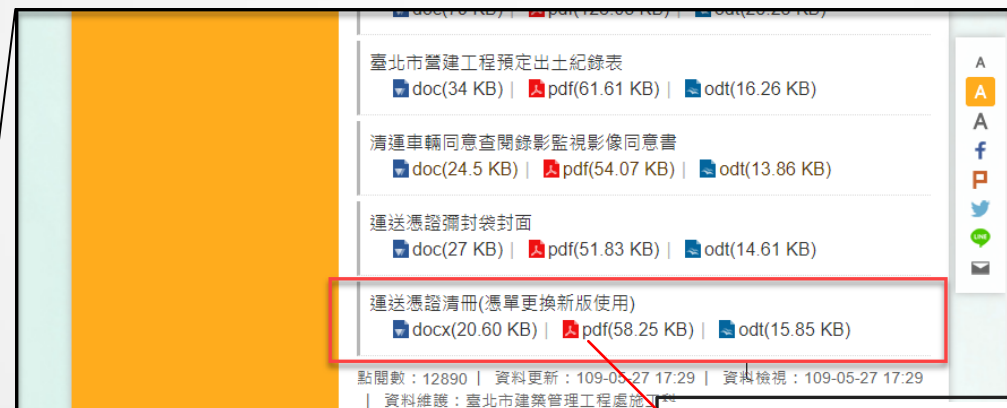 臺北市營建工程預定出土紀錄表
doc(34 KB) | pdf(61.61 KB) | odt(16.26 KB)
清運車輛同意查閱錄影監視影像同意書
doc(24.5 KB) | pdf(54.07 KB) | odt(13.86 KB)
運送憑證彌封袋封面
doc(27 KB) | pdf(51.83 KB) | odt(14.61 KB)
運送憑證清冊(憑單更換新版使用)
docx(20.60 KB) | pdf(58.25 KB) | odt(15.85 KB)
點閱數：12890 | 資料更新：109-05-27 17:29 | 資料檢視：109-05-27 17:29
| 資料維護：臺北市建築管理工程處施工科
A
A
A
LINE